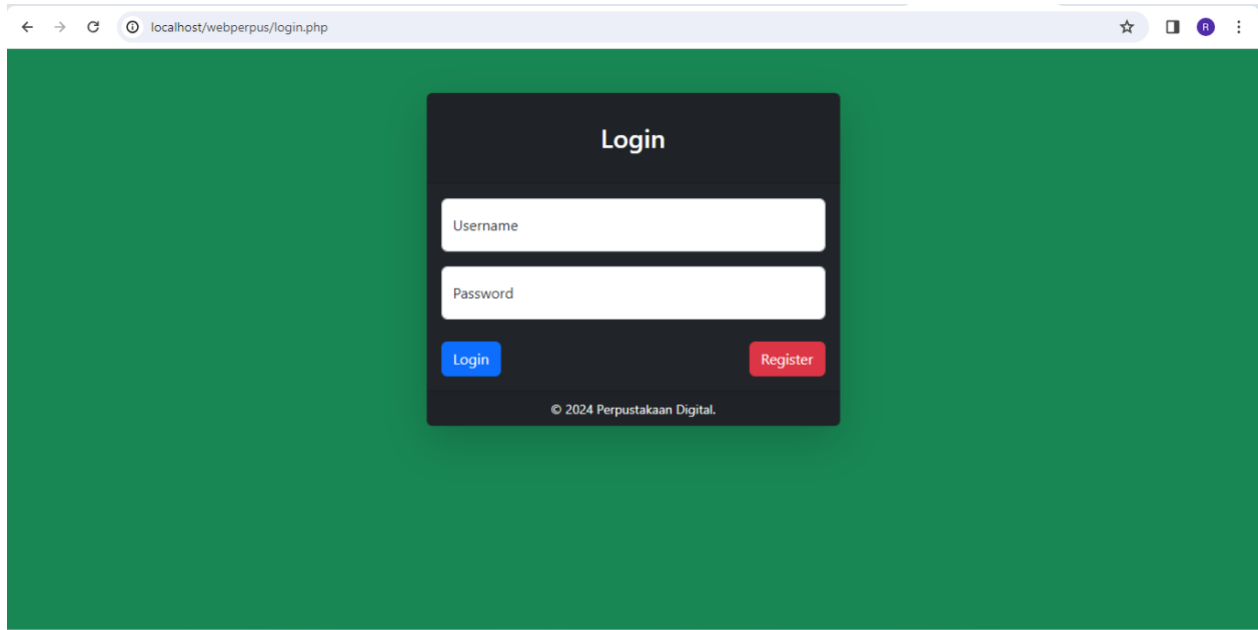 localhost/webperpus/login.php
R
Login
Username
Password
Login Register
© 2024 Perpustakaan Digital.